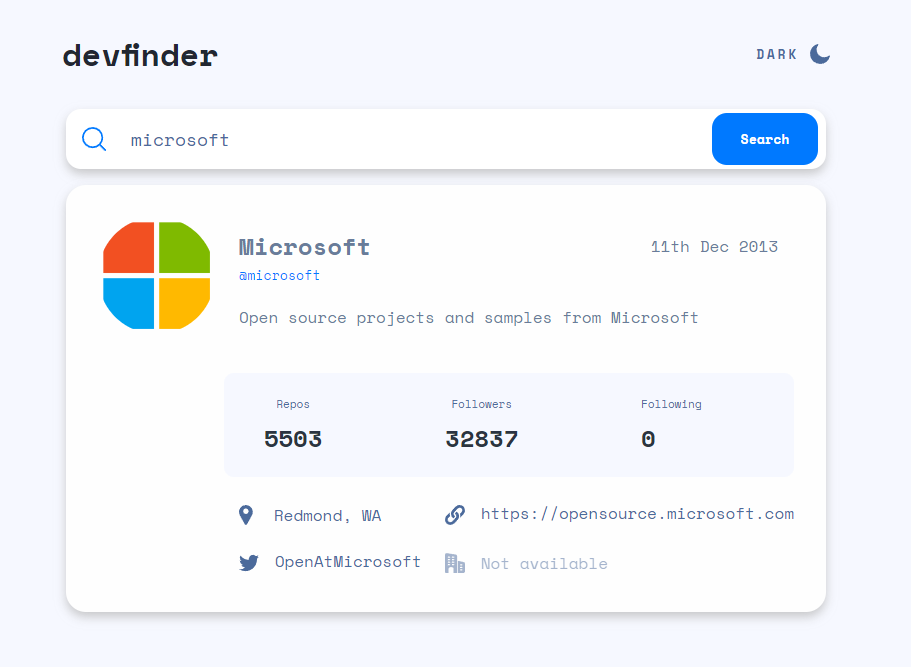 devfinder
DARK
microsoft
Search
Microsoft
11th Dec 2013
@microsoft
Open source projects and samples from Microsoft
Repos
Followers
Following
5503
32837
0
Redmond, WA
https://opensource.microsoft.com
OpenAtMicrosoft
Not available